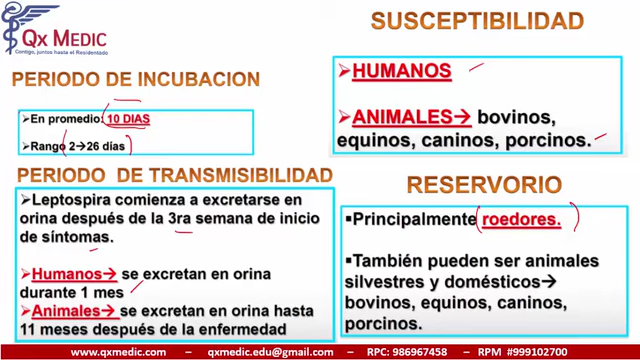 Qx MEDIC
Contigo, juntos hasta el Residentado
PERIODO DE INCUBACION
➢En promedio: 10 DIAS
➢Rango 2→26 días
PERIODO DE TRANSMISIBILIDAD
➢Leptospira comienza a excretarse en
orina después de la 3ra semana de inicio
de síntomas.
➢Humanos→ se excretan en orina
durante 1 mes
➢Animales→ se excretan en orina hasta
11 meses después de la enfermedad
SUSCEPTIBILIDAD
➢HUMANOS
➢ANIMALES→ bovinos,
equinos, caninos, porcinos.
RESERVORIO
▪Principalmente roedores.
▪También pueden ser animales
silvestres y domésticos→
bovinos, equinos, caninos,
porcinos.
www.qxmedic.com - qxmedic.edu@gmail.com - RPC: 986967458 - RPM #999102700